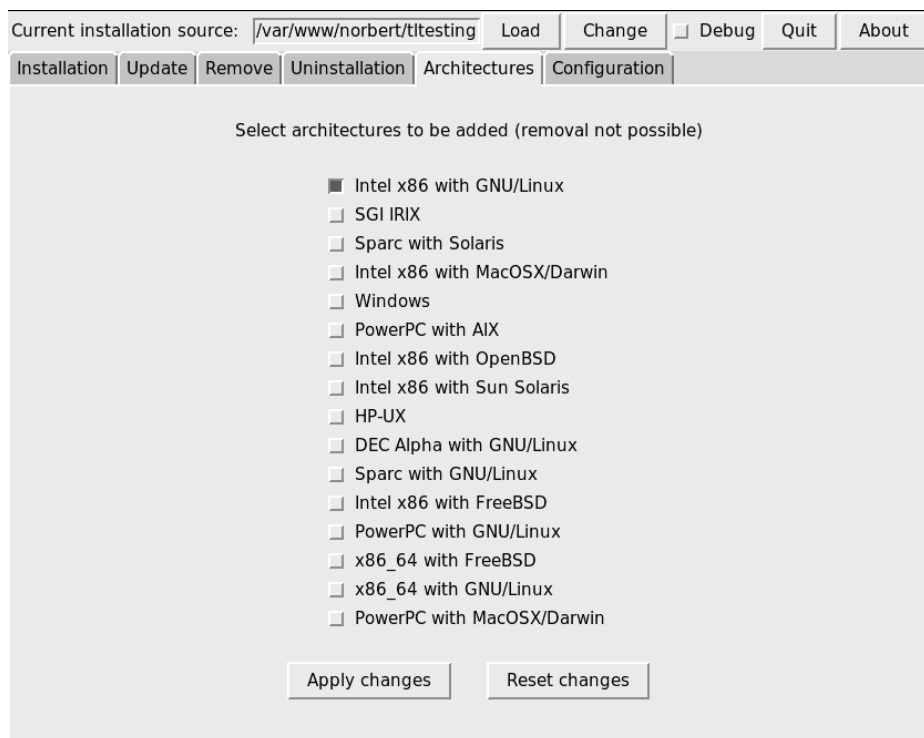 Current installation source: /var/www/norbert/tltesting Load Change Debug Quit About
Installation Update Remove Uninstallation Architectures Configuration
Select architectures to be added (removal not possible)
Intel x86 with GNU/Linux
SGI IRIX
Sparc with Solaris
Intel x86 with MacOSX/Darwin
Windows
PowerPC with AIX
Intel x86 with OpenBSD
Intel x86 with Sun Solaris
HP-UX
DEC Alpha with GNU/Linux
Sparc with GNU/Linux
Intel x86 with FreeBSD
PowerPC with GNU/Linux
x86_64 with FreeBSD
x86_64 with GNU/Linux
PowerPC with MacOSX/Darwin
Apply changes Reset changes